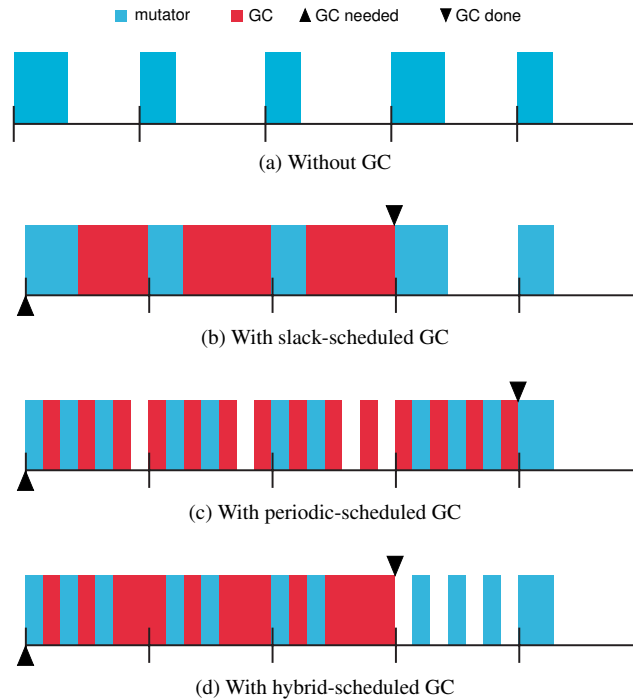 mutator GC GC needed GC done
(a) Without GC
(b) With slack-scheduled GC
(c) With periodic-scheduled GC
(d) With hybrid-scheduled GC